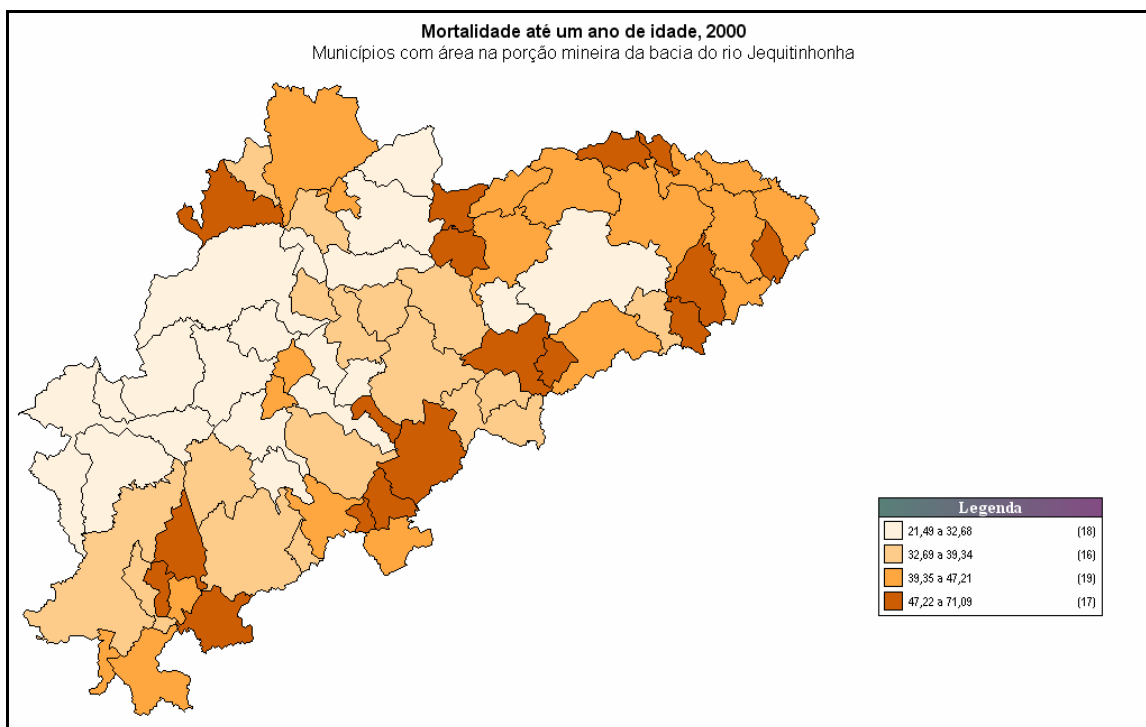 Mortalidade até um ano de idade, 2000
Municípios com área na porção mineira da bacia do rio Jequitinhonha
Legenda
21,49 a 32,68 (18)
32,69 a 39,34 (16)
39,35 a 47,21 (19)
47,22 a 71,09 (17)